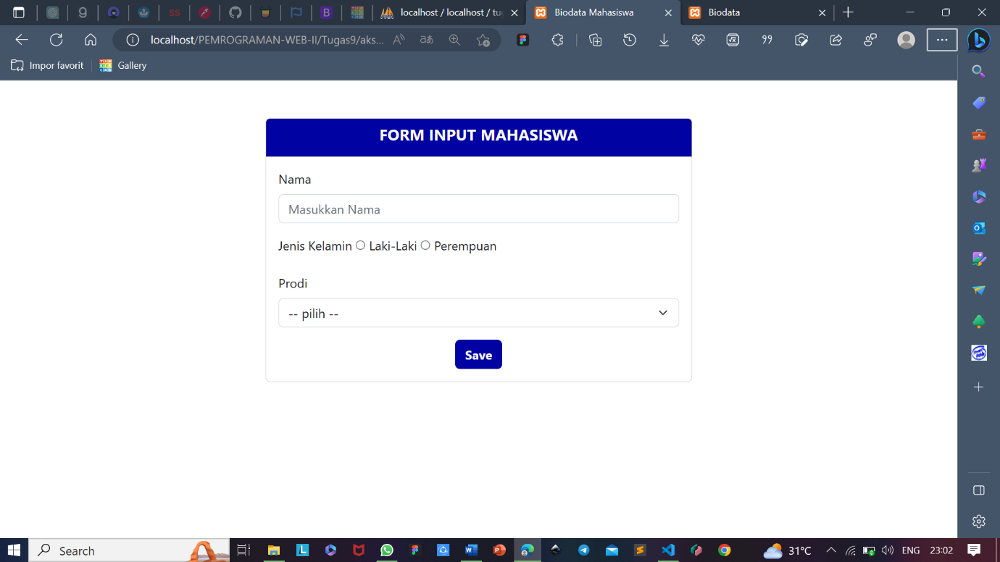 localhost / localhost / tug
Biodata Mahasiswa
Biodata
localhost/PEMROGRAMAN-WEB-II/Tugas9/aks...
Impor favorit
Gallery
FORM INPUT MAHASISWA
Nama
Masukkan Nama
Jenis Kelamin Laki-Laki Perempuan
Prodi
-- pilih --
Save
Search
31°C
ENG
23:02